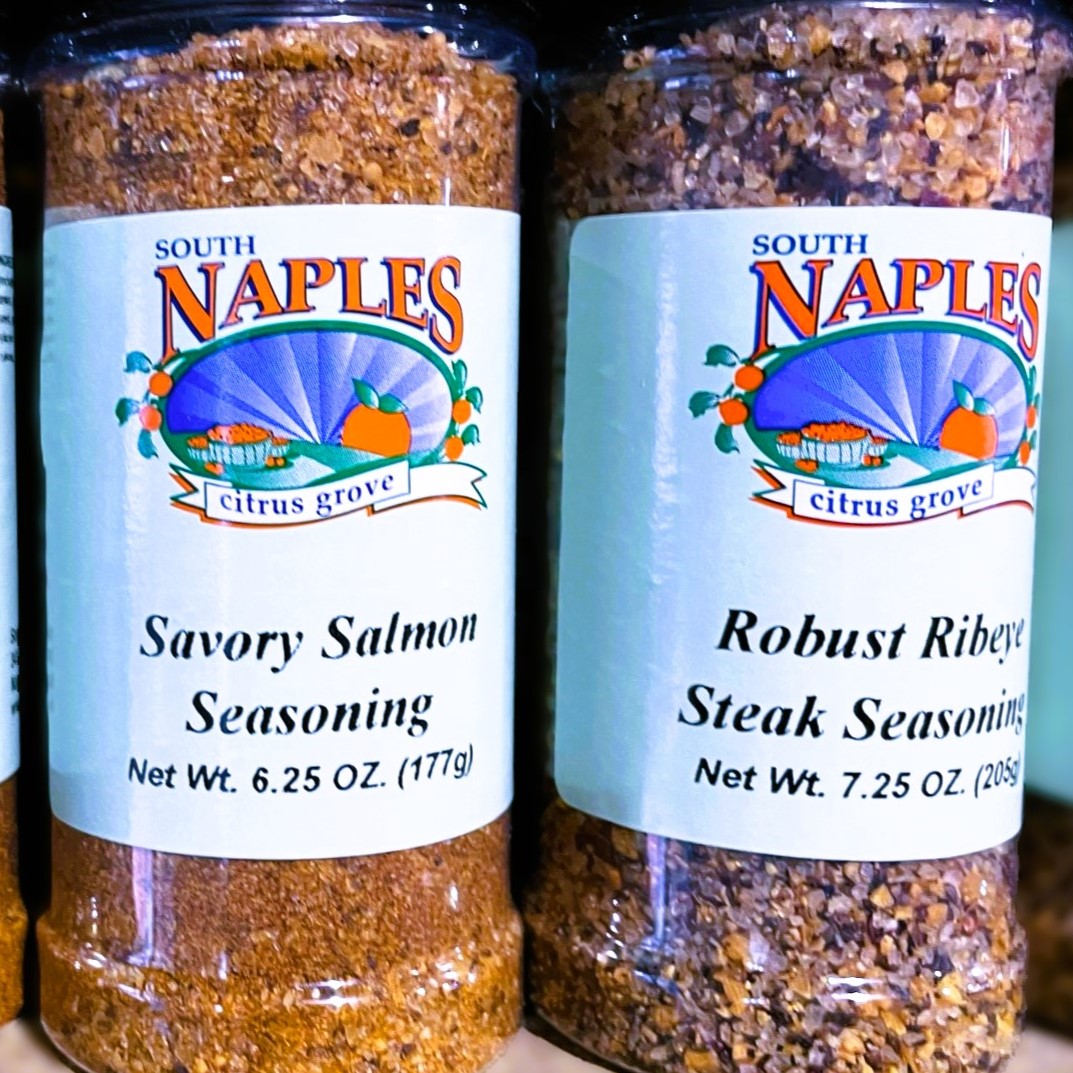 SOUTH
NAPLES
citrus grove
Savory Salmon
Seasoning
Net Wt. 6.25 OZ. (177g)
SOUTH
NAPLES
citrus grove
Robust Ribeye
Steak Seasoning
Net Wt. 7.25 OZ. (205g)